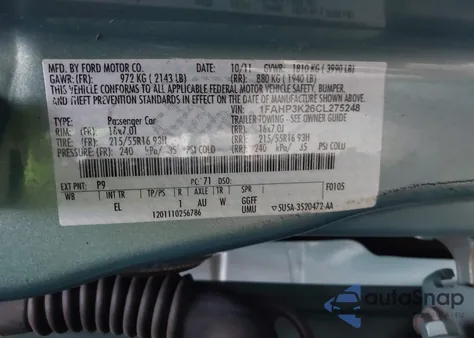 MFD. BY FORD MOTOR CO. 10/11 GVWR: 1810 KG ( 3990 LB)
GAWR:(FR): 972 KG ( 2143 LB) (RR): 880 KG ( 1940 LB)
THIS VEHICLE CONFORMS TO ALL APPLICABLE FEDERAL MOTOR VEHICLE SAFETY, BUMPER,
AND THEFT PREVENTION STANDARDS IN EFFECT ON THE DATE OF MANUFACTURE SHOWN ABOVE.
VIN: 1FAHP3K26CL275248
TYPE: Passenger Car TRAILER TOWING - SEE OWNER GUIDE
RIM: (FR) 16x7.0J (RR): 16x7.0J
TIRE: (FR): 215/55R16 93H (RR): 215/55R16 93H
PRESSURE: (FR): 240 kPa/ 35 PSI COLD (RR): 240 kPa/ 35 PSI COLD
EXT PNT: P9 PC: 71 DSO: F0105
WB INT TR TP/PS R AXLE TR SPR
EL 1 AU W GGFF
UMU
1201110256786 SU5A-3520472-AA
autoSnap